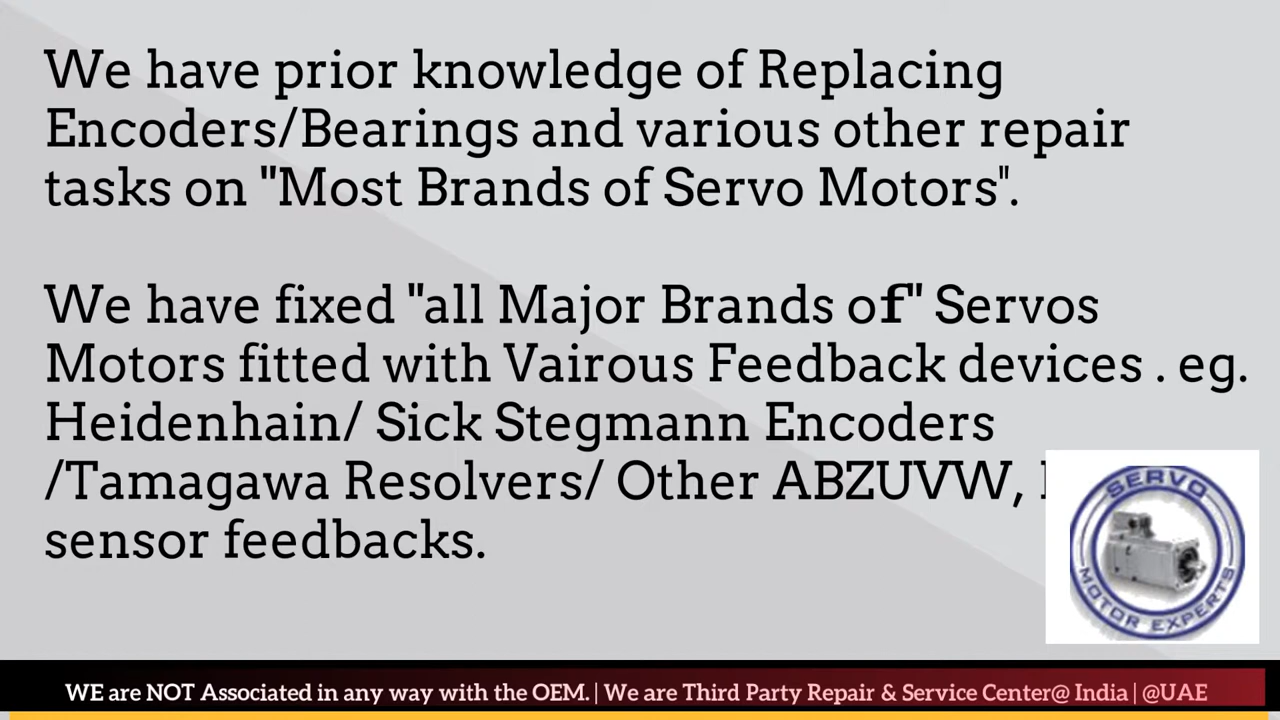 We have prior knowledge of Replacing
Encoders/Bearings and various other repair
tasks on "Most Brands of Servo Motors".
We have fixed "all Major Brands of" Servos
Motors fitted with Vairous Feedback devices . eg.
Heidenhain/ Sick Stegmann Encoders
/Tamagawa Resolvers/ Other ABZUVW,
sensor feedbacks.
SERVO
MOTOR EXPERTS
WE are NOT Associated in any way with the OEM. | We are Third Party Repair & Service Center@ India | @UAE